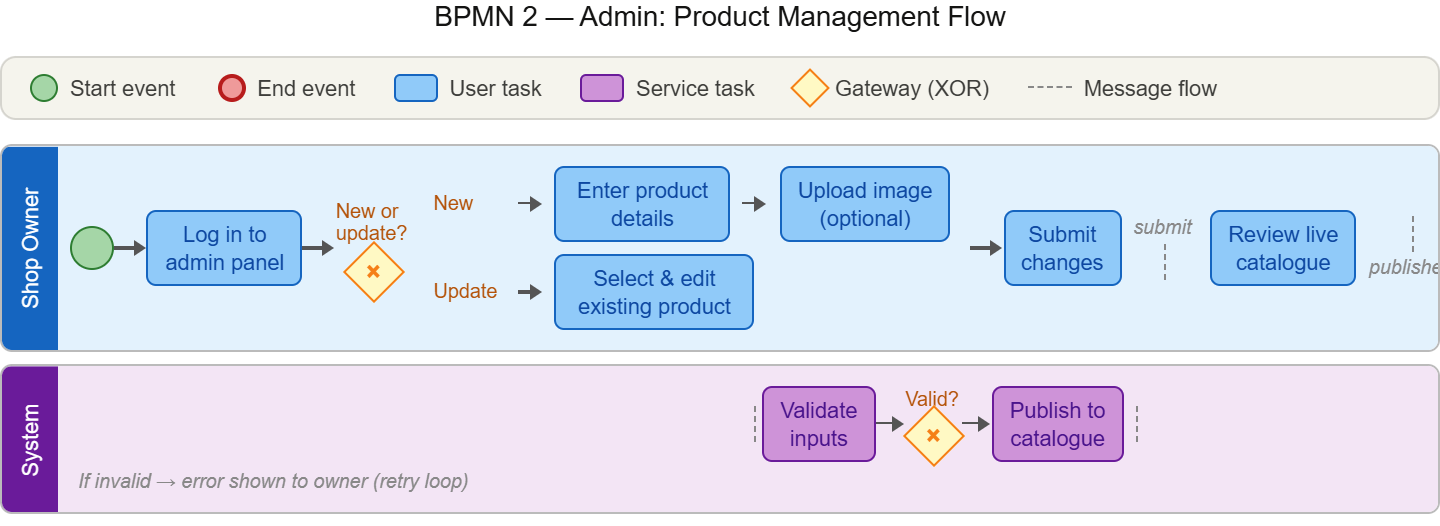 BPMN 2 — Admin: Product Management Flow
Start event
End event
User task
Service task
Gateway (XOR)
Message flow
Shop Owner
Log in to
admin panel
New or
update?
New
Enter product
details
Upload image
(optional)
Update
Select & edit
existing product
Submit
changes
submit
Review live
catalogue
publishe
System
Validate
inputs
Valid?
Publish to
catalogue
If invalid → error shown to owner (retry loop)